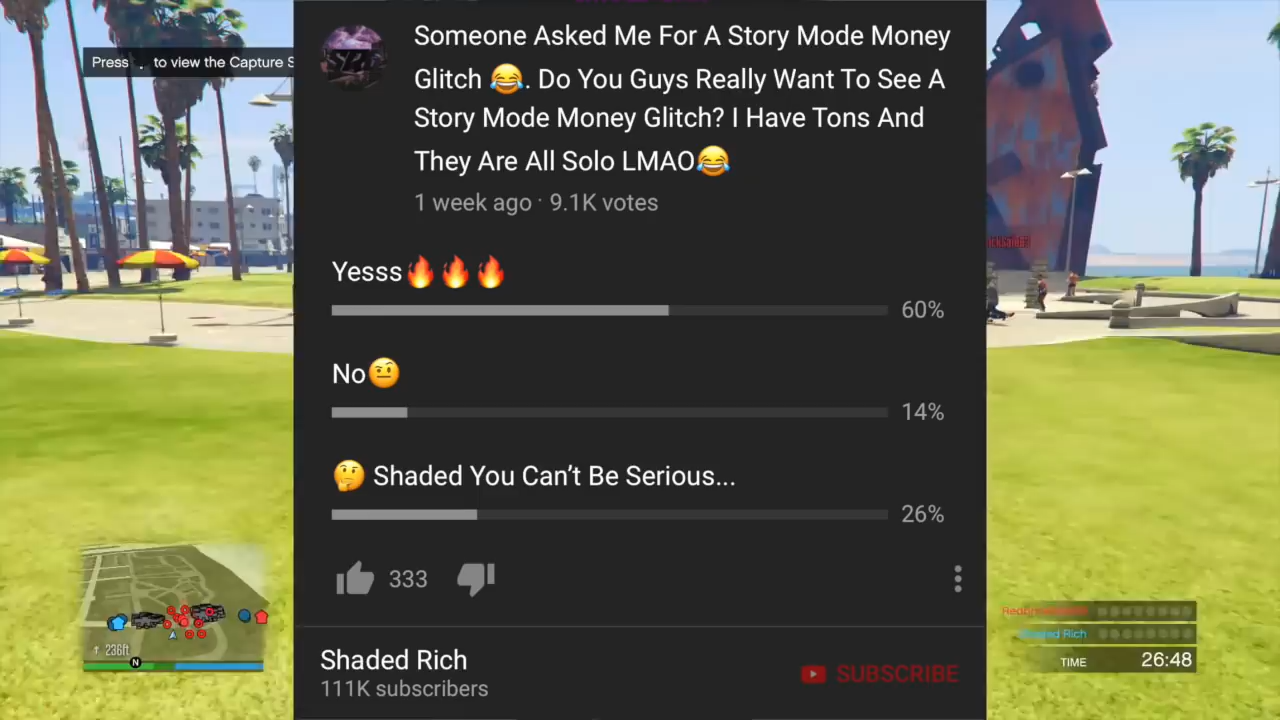 Press . to view the Capture S
Someone Asked Me For A Story Mode Money
Glitch 😂. Do You Guys Really Want To See A
Story Mode Money Glitch? I Have Tons And
They Are All Solo LMAO😂
1 week ago · 9.1K votes
Yesss🔥🔥🔥
60%
No🤨
14%
🤔 Shaded You Can’t Be Serious...
26%
333
Shaded Rich
111K subscribers
SUBSCRIBE
↑ 236ft
N
Shaded Rich
TIME 26:48